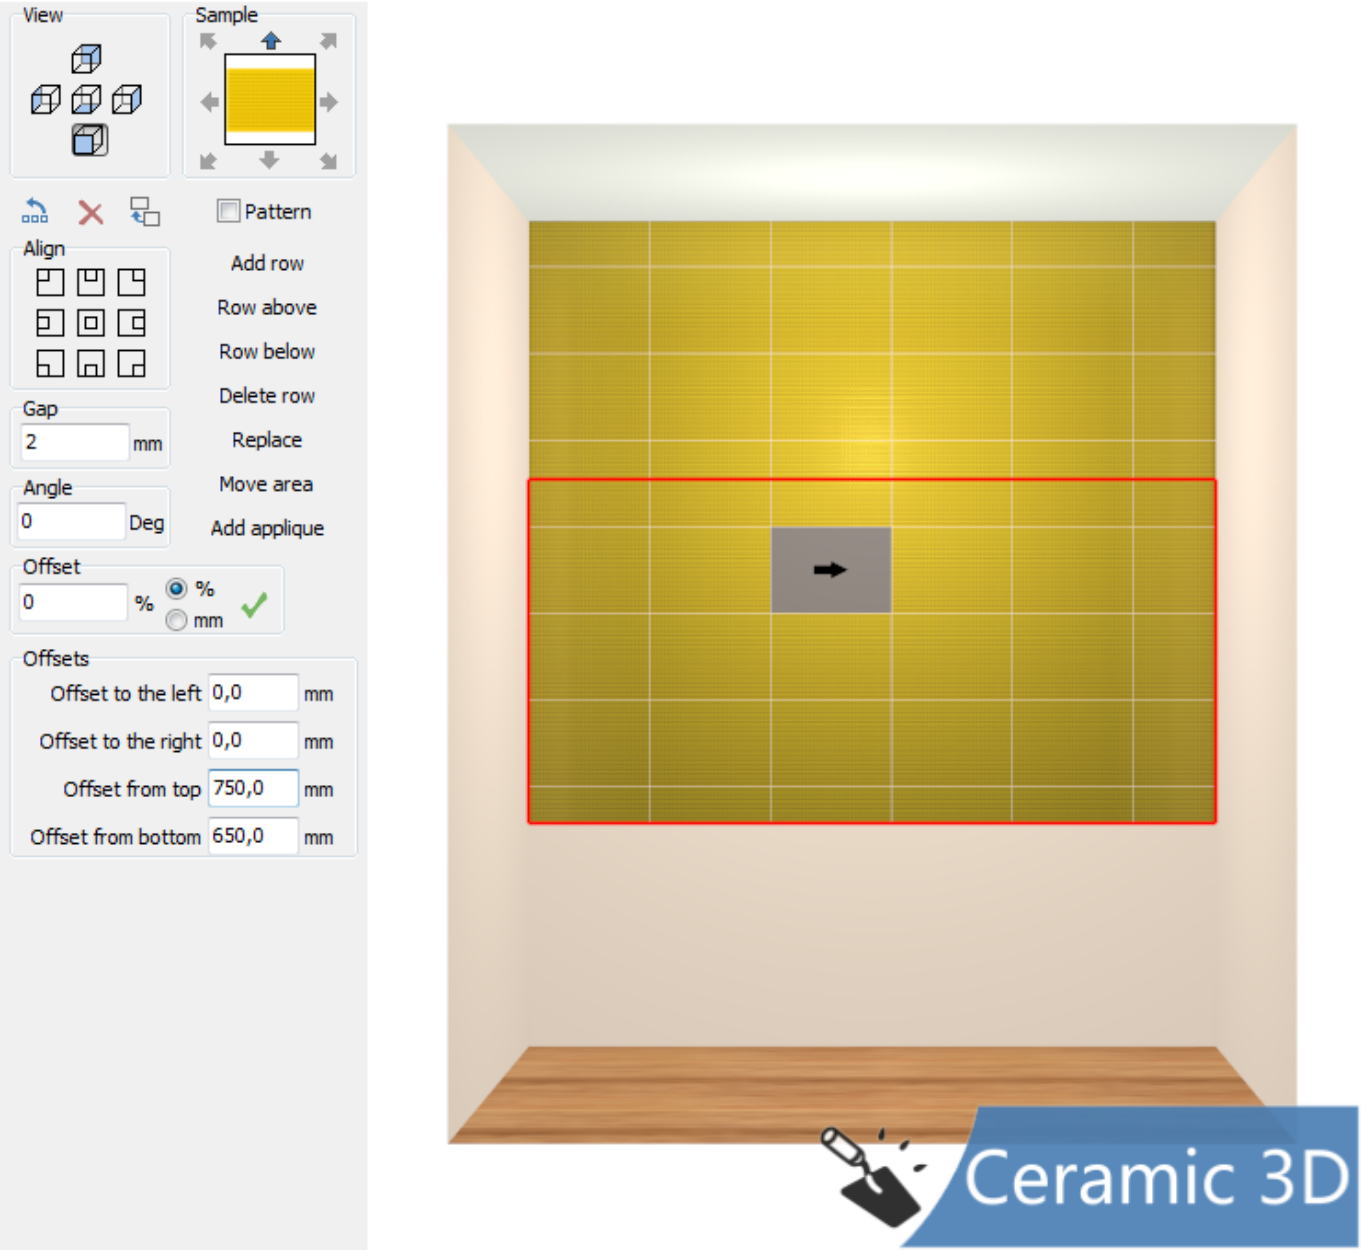 View
Sample
Pattern
Align
Add row
Row above
Row below
Delete row
Gap
2 mm
Replace
Angle
Move area
0 Deg
Add applique
Offset
0 % %
mm
Offsets
Offset to the left 0,0 mm
Offset to the right 0,0 mm
Offset from top 750,0 mm
Offset from bottom 650,0 mm
Ceramic 3D